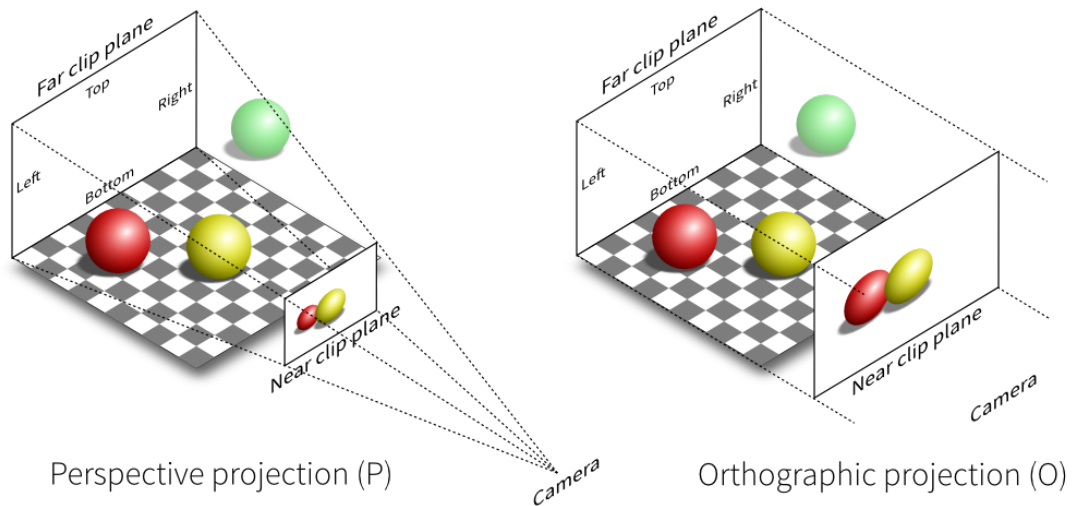 Far clip plane
Top
Right
Left
Bottom
Near clip plane
Camera
Perspective projection (P)
Far clip plane
Top
Right
Left
Bottom
Near clip plane
Camera
Orthographic projection (O)